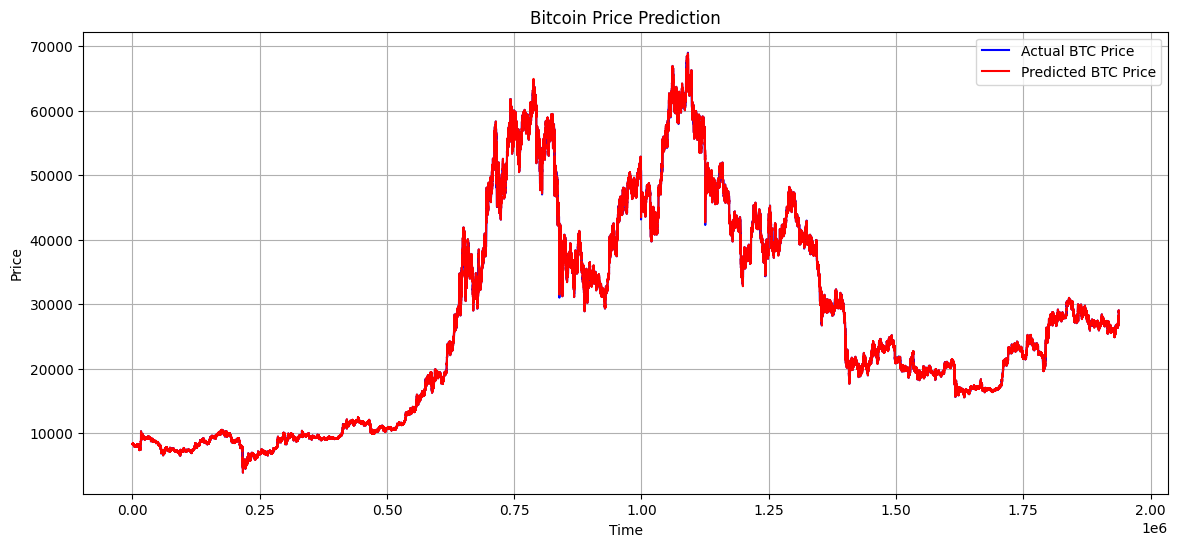 Bitcoin Price Prediction
Actual BTC Price
Predicted BTC Price
Price
70000
60000
50000
40000
30000
20000
10000
0.00 0.25 0.50 0.75 1.00 1.25 1.50 1.75 2.00
1e6
Time